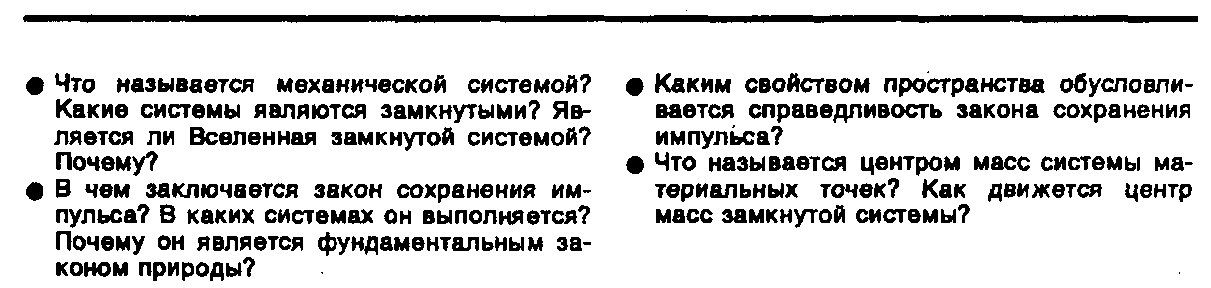 ● Что называется механической системой?
Какие системы являются замкнутыми? Яв-
ляется ли Вселенная замкнутой системой?
Почему?
● В чем заключается закон сохранения им-
пульса? В каких системах он выполняется?
Почему он является фундаментальным за-
коном природы?
● Каким свойством пространства обусловли-
вается справедливость закона сохранения
импульса?
● Что называется центром масс системы ма-
териальных точек? Как движется центр
масс замкнутой системы?